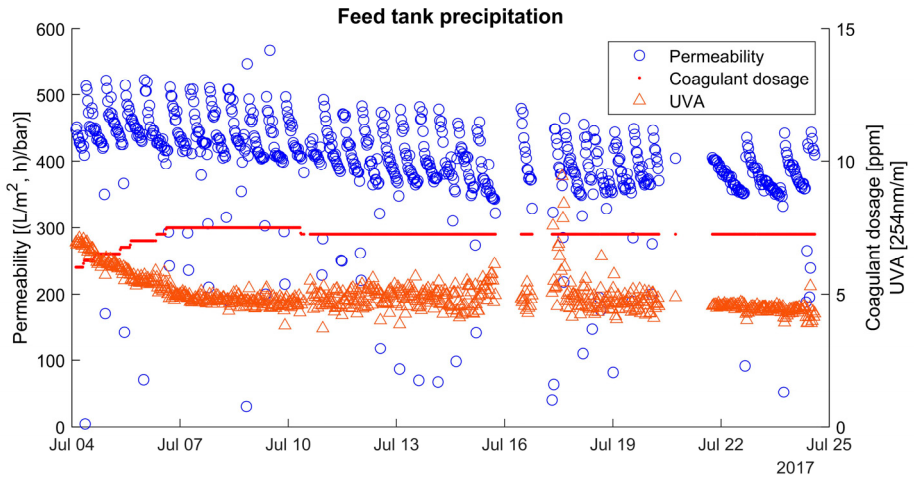 Feed tank precipitation
Permeability [(L/m², h)/bar)]
600
500
400
300
200
100
0
Permeability
Coagulant dosage
UVA
15
10
5
0
Coagulant dosage [ppm]
UVA [254nm/m]
Jul 04
Jul 07
Jul 10
Jul 13
Jul 16
Jul 19
Jul 22
Jul 25
2017